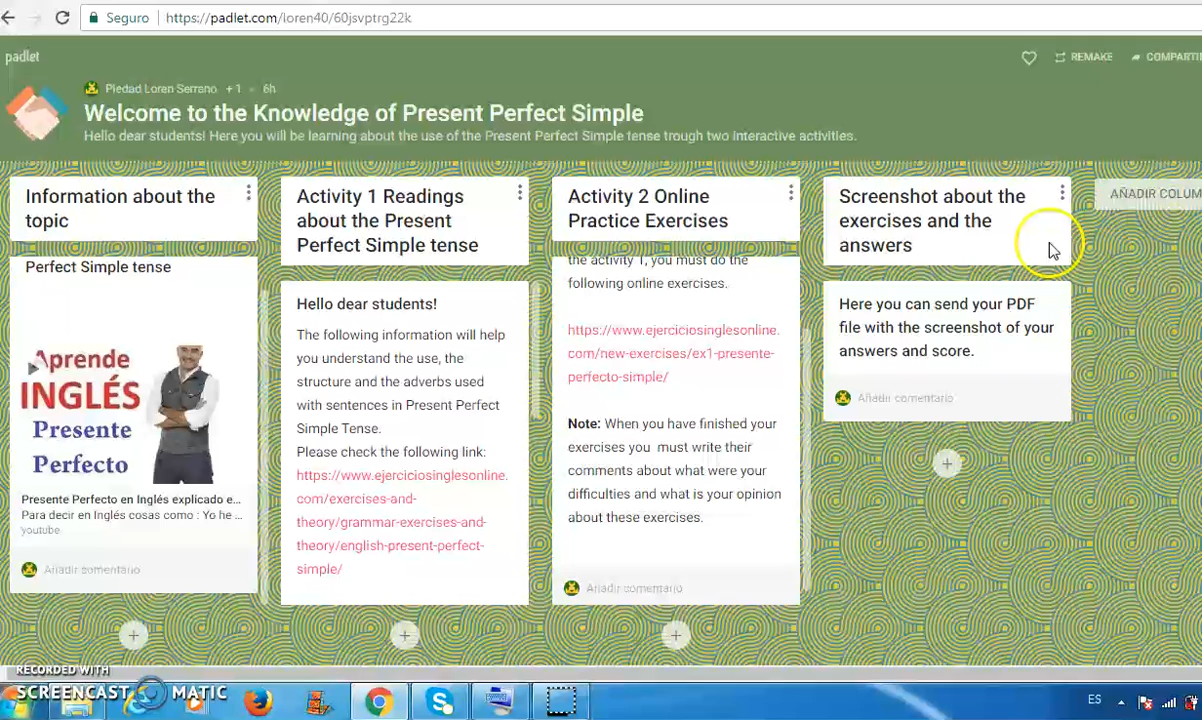 Seguro
https://padlet.com/loren40/60jsvptrg22k
padlet
REMAKE
COMPARTI
Piedad Loren Serrano +1 · 6h
Welcome to the Knowledge of Present Perfect Simple
Hello dear students! Here you will be learning about the use of the Present Perfect Simple tense trough two interactive activities.
Information about the
topic
Perfect Simple tense
Aprende
INGLÉS
Presente
Perfecto
Presente Perfecto en Inglés explicado e...
Para decir en Inglés cosas como : Yo he ...
youtube
Añadir comentario
Activity 1 Readings
about the Present
Perfect Simple tense
Hello dear students!
The following information will help
you understand the use, the
structure and the adverbs used
with sentences in Present Perfect
Simple Tense.
Please check the following link:
https://www.ejerciciosinglesonline.
com/exercises-and-
theory/grammar-exercises-and-
theory/english-present-perfect-
simple/
Activity 2 Online
Practice Exercises
the activity 1, you must do the
following online exercises.
https://www.ejerciciosinglesonline.
com/new-exercises/ex1-presente-
perfecto-simple/
Note: When you have finished your
exercises you must write their
comments about what were your
difficulties and what is your opinion
about these exercises.
Añadir comentario
Screenshot about the
exercises and the
answers
Here you can send your PDF
file with the screenshot of your
answers and score.
Añadir comentario
AÑADIR COLUM
RECORDED WITH
SCREENCAST MATIC
ES